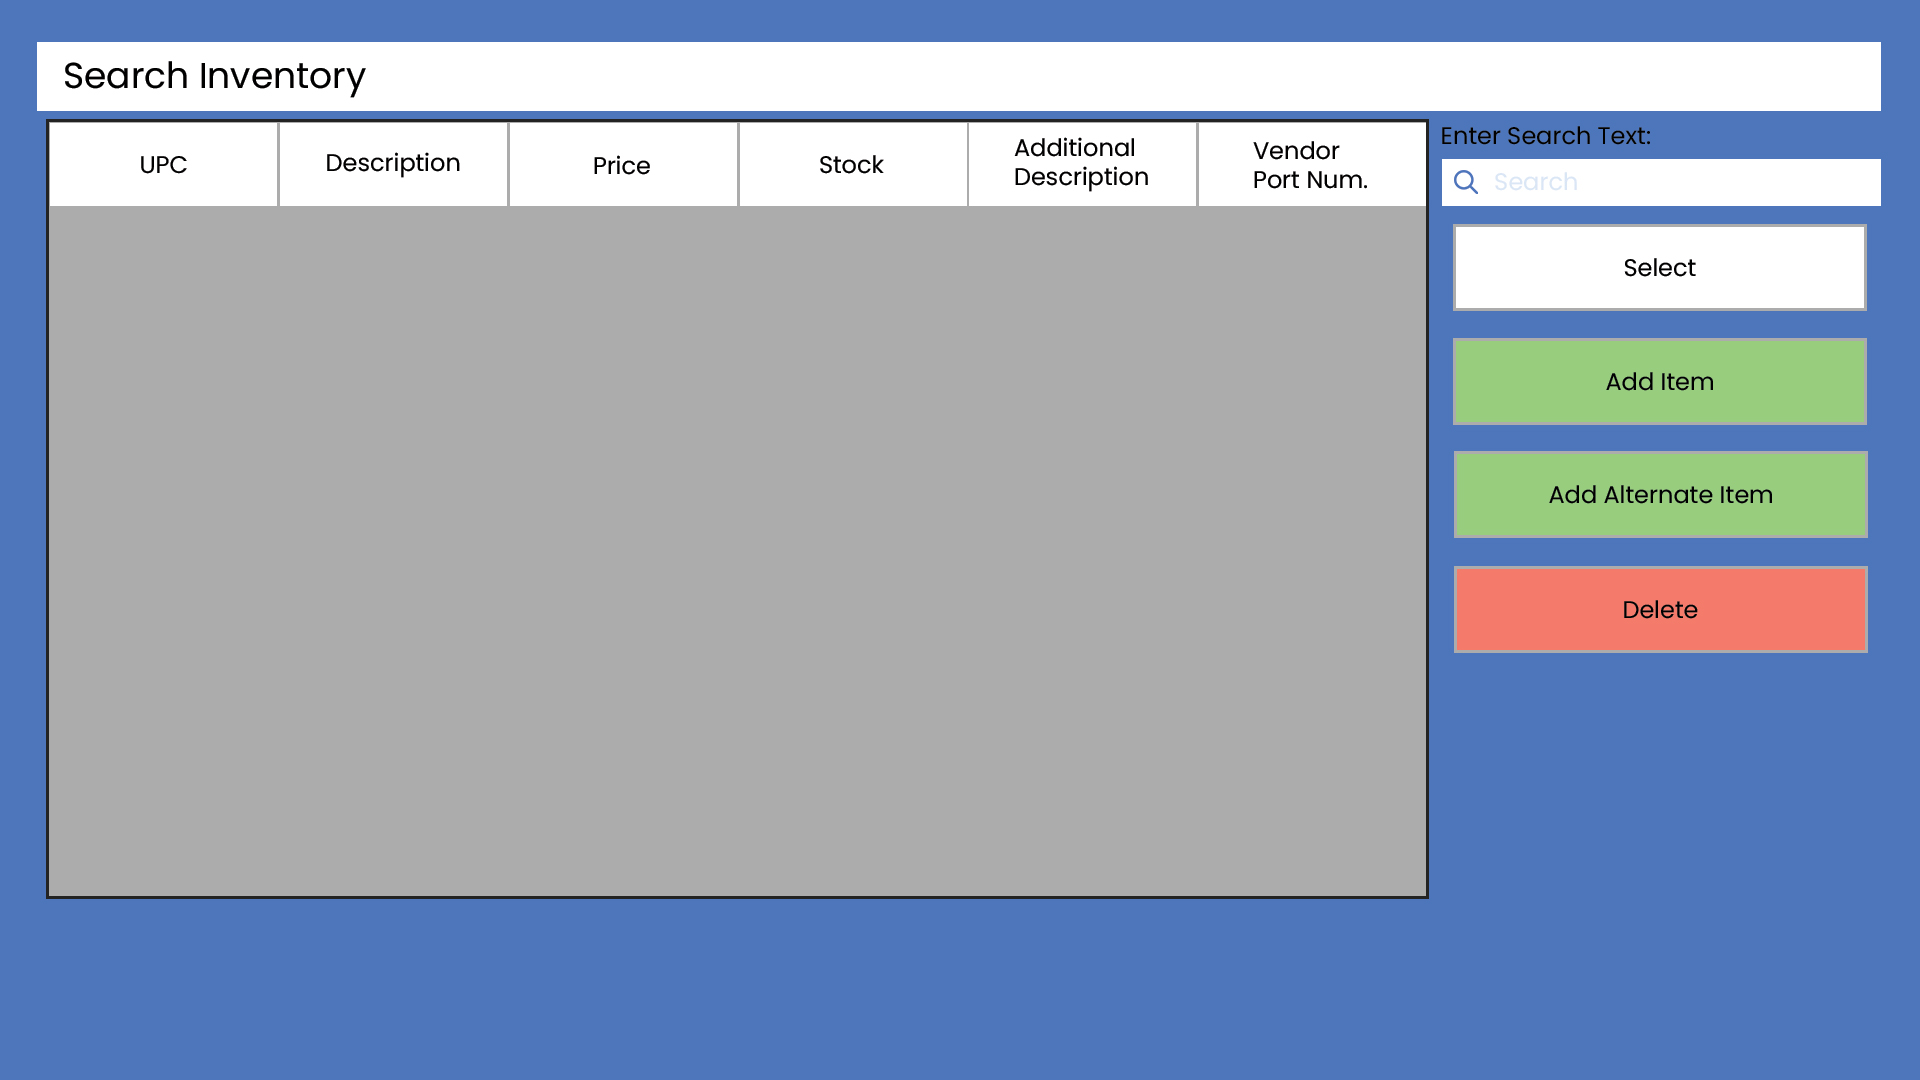 Search Inventory
UPC
Description
Price
Stock
Additional
Description
Vendor
Port Num.
Enter Search Text:
Search
Select
Add Item
Add Alternate Item
Delete